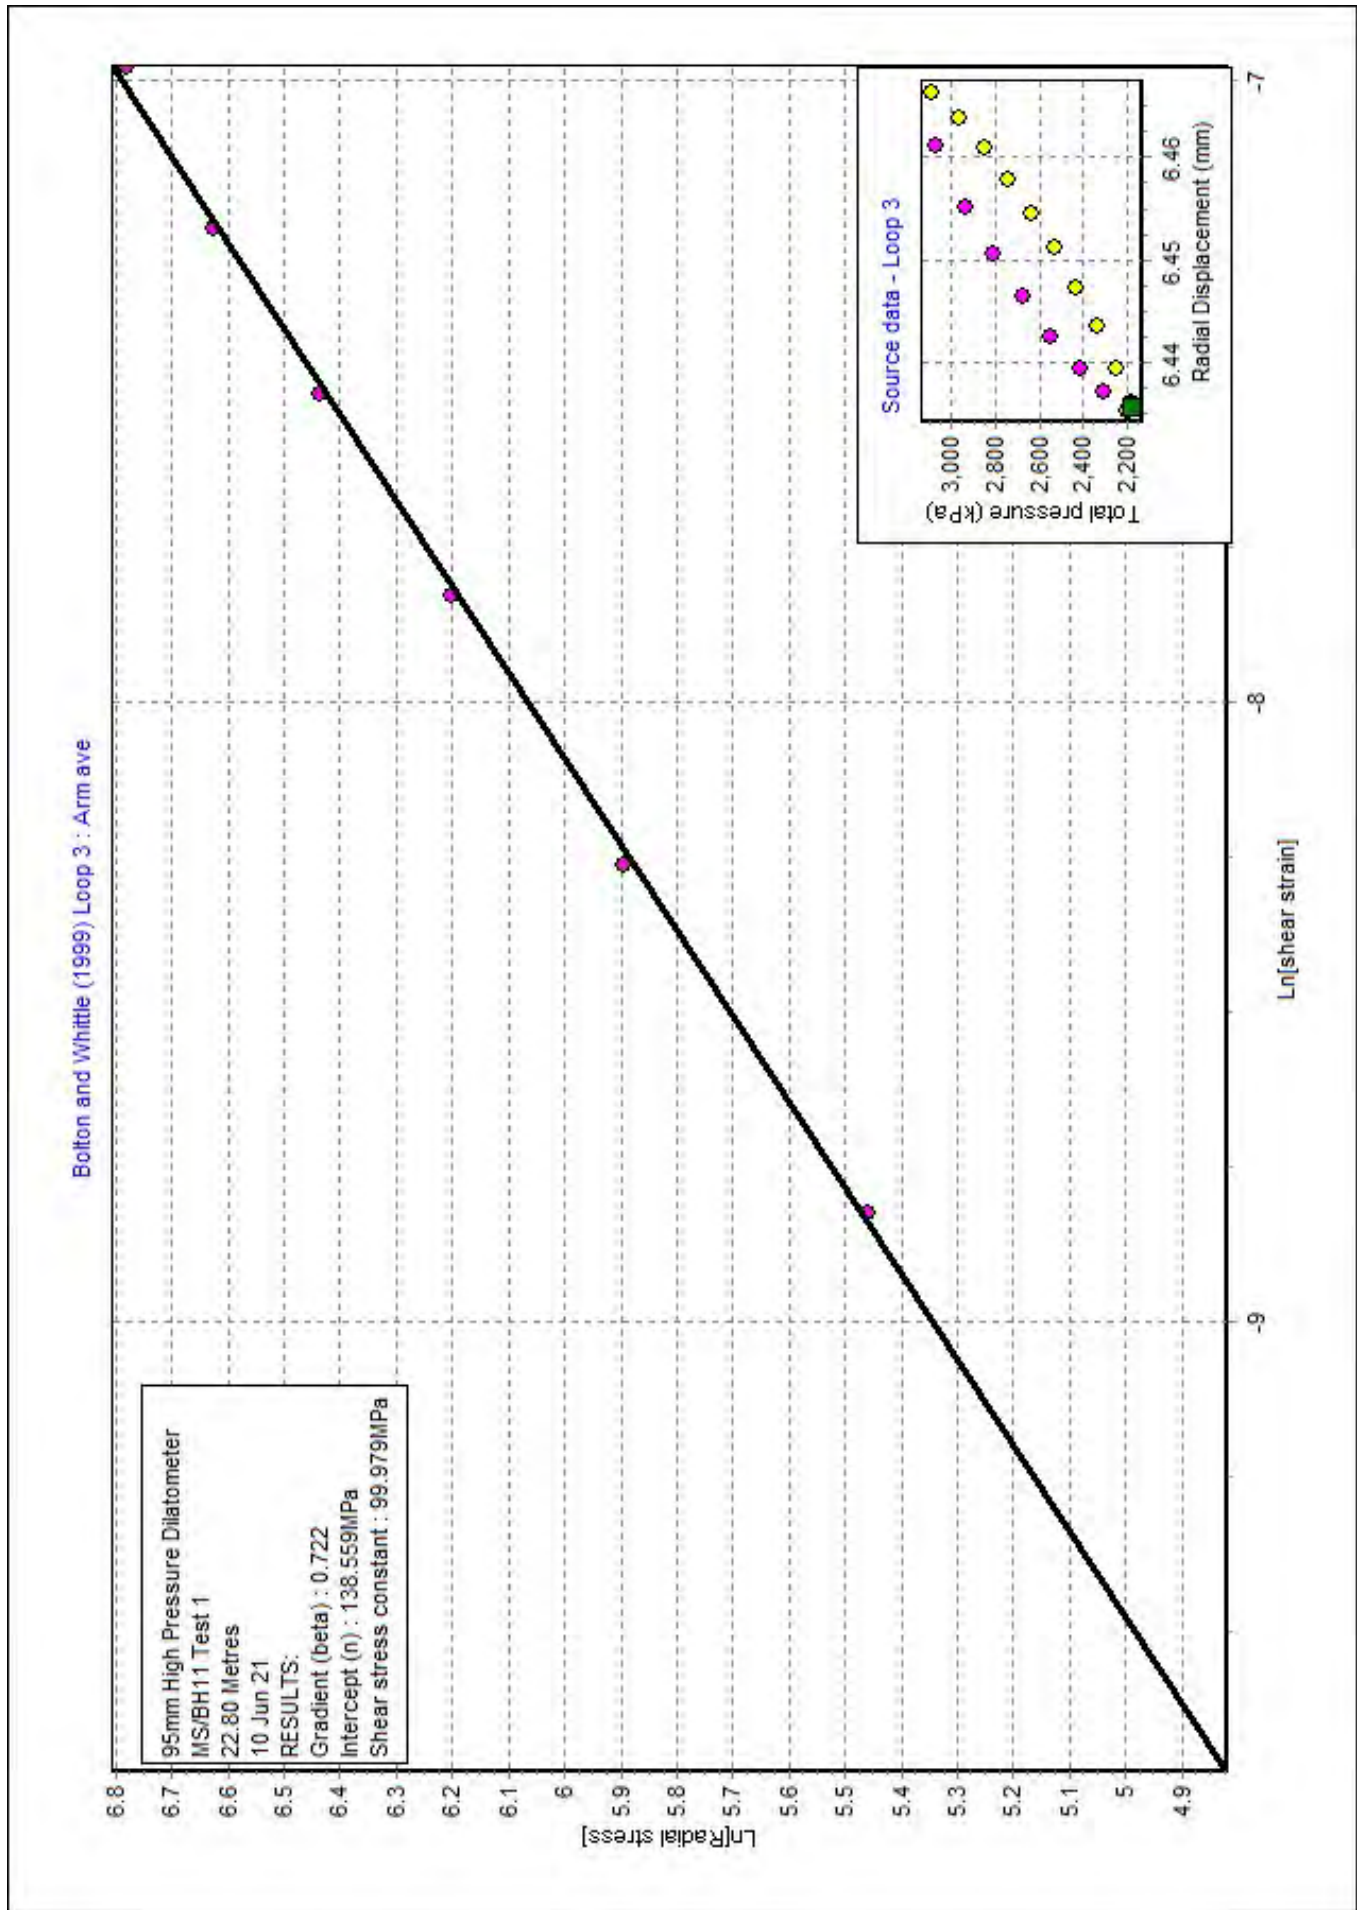 Bolton and Whittle (1999) Loop 3 : Arm ave
95mm High Pressure Dilatometer
MS/BH11 Test 1
22.80 Metres
10 Jun 21
RESULTS:
Gradient (beta) : 0.722
Intercept (n) : 138.559MPa
Shear stress constant : 99.979MPa
Ln[Radial stress]
6.8
6.7
6.6
6.5
6.4
6.3
6.2
6.1
6
5.9
5.8
5.7
5.6
5.5
5.4
5.3
5.2
5.1
5
4.9
-9
-8
-7
Ln[shear strain]
Source data - Loop 3
Total pressure (kPa)
3,000
2,800
2,600
2,400
2,200
6.44
6.45
6.46
Radial Displacement (mm)